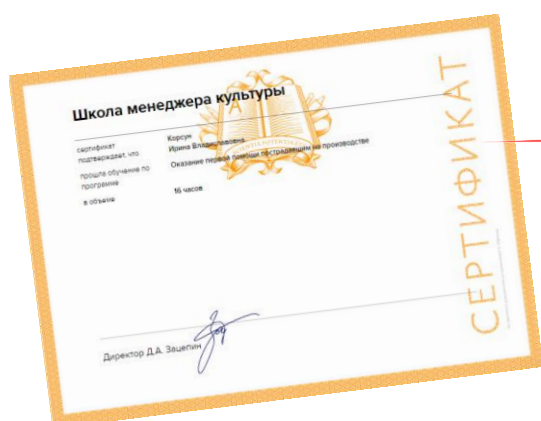 Школа менеджера культуры
сертификат
подтверждает, что
Корсун
Ирина Владиславовна
прошла обучение по
программе
Оказание первой помощи пострадавшим на производстве
в объеме
16 часов
Директор Д.А. Зацепин
СЕРТИФИКАТ